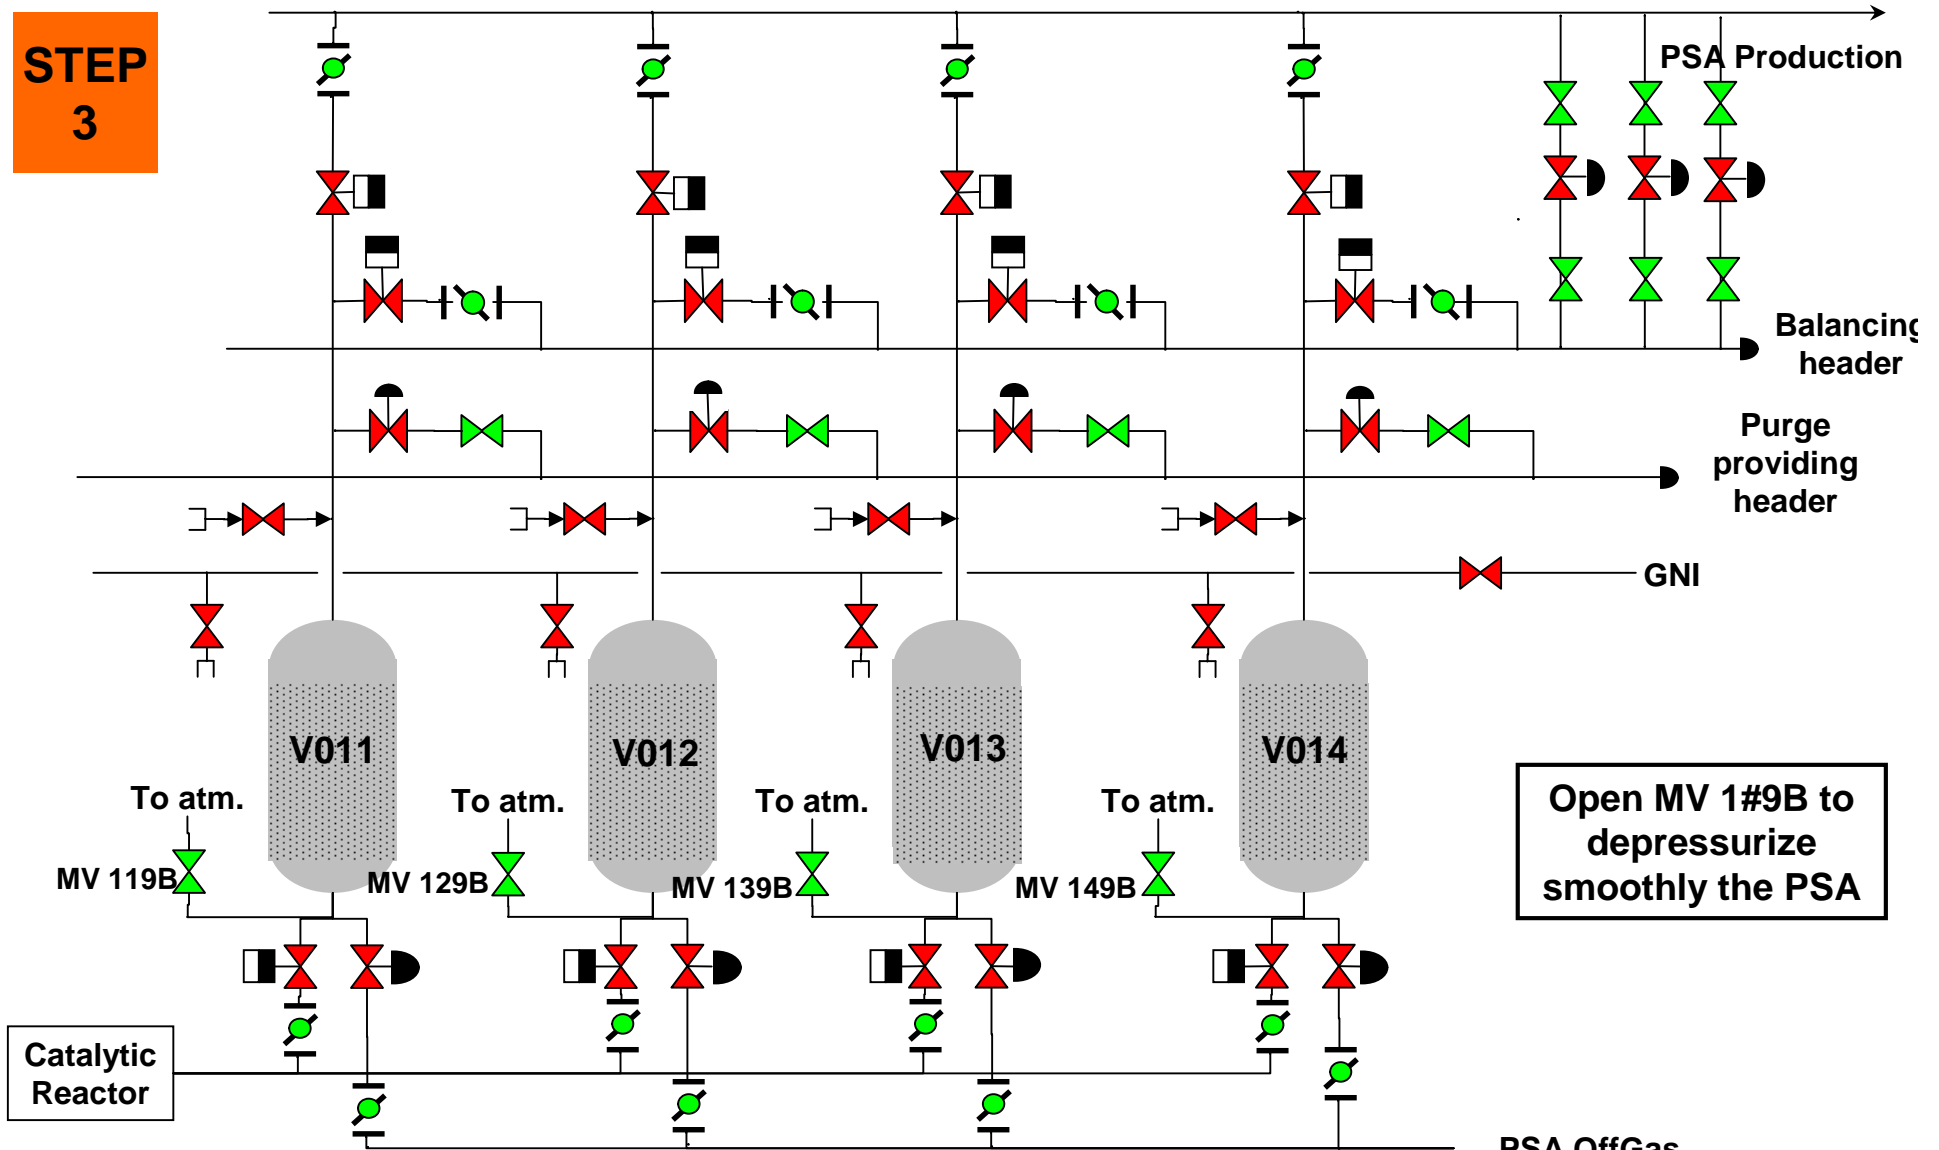 STEP
3
PSA Production
Balancing
header
Purge
providing
header
GNI
V011
V012
V013
V014
To atm.
To atm.
To atm.
To atm.
MV 119B
MV 129B
MV 139B
MV 149B
Open MV 1#9B to
depressurize
smoothly the PSA
Catalytic
Reactor
PSA OffGas